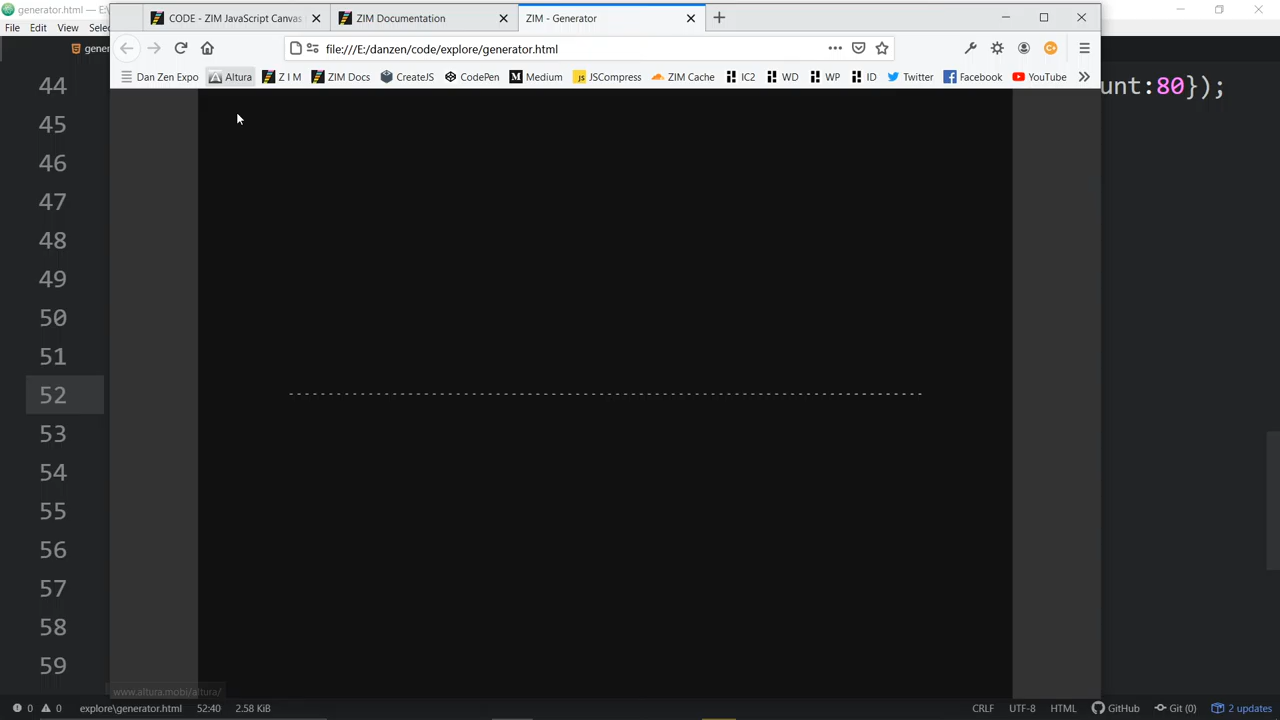 generator.html — E:\
CODE - ZIM JavaScript Canvas
ZIM Documentation
ZIM - Generator
File Edit View Selec
gener
file:///E:/danzen/code/explore/generator.html
Dan Zen Expo Altura Z I M ZIM Docs CreateJS CodePen Medium JSCompress ZIM Cache IC2 WD WP ID Twitter Facebook YouTube
44 unt:80});
45
46
47
48
49
50
51
52
53
54
55
56
57
58
59
www.altura.mobi/altura/
0 0 explore\generator.html 52:40 2.58 KiB CRLF UTF-8 HTML GitHub Git (0) 2 updates